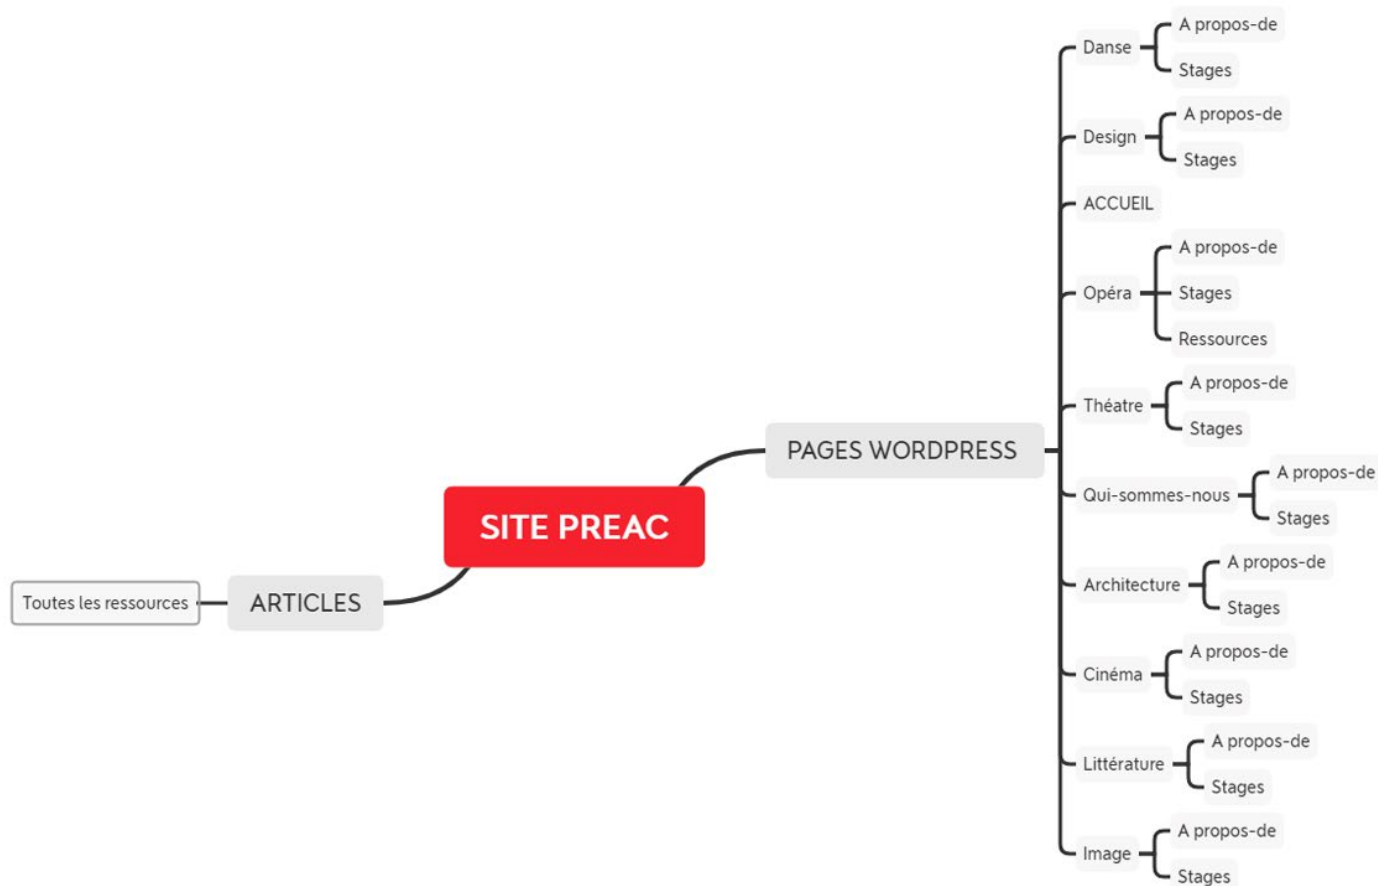 SITE PREAC
PAGES WORDPRESS
Danse
A propos-de
Stages
Design
A propos-de
Stages
ACCUEIL
Opéra
A propos-de
Stages
Ressources
Théatre
A propos-de
Stages
Qui-sommes-nous
A propos-de
Stages
Architecture
A propos-de
Stages
Cinéma
A propos-de
Stages
Littérature
A propos-de
Stages
Image
A propos-de
Stages
ARTICLES
Toutes les ressources